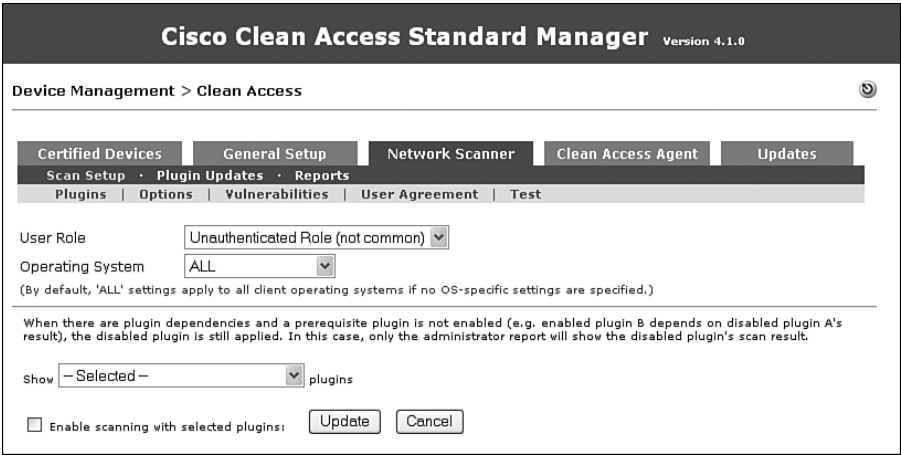 Cisco Clean Access Standard Manager Version 4.1.0
Device Management > Clean Access
Certified Devices General Setup Network Scanner Clean Access Agent Updates
Scan Setup · Plugin Updates · Reports
Plugins | Options | Vulnerabilities | User Agreement | Test
User Role Unauthenticated Role (not common)
Operating System ALL
(By default, 'ALL' settings apply to all client operating systems if no OS-specific settings are specified.)
When there are plugin dependencies and a prerequisite plugin is not enabled (e.g. enabled plugin B depends on disabled plugin A's
result), the disabled plugin is still applied. In this case, only the administrator report will show the disabled plugin's scan result.
Show -- Selected -- plugins
Enable scanning with selected plugins: Update Cancel